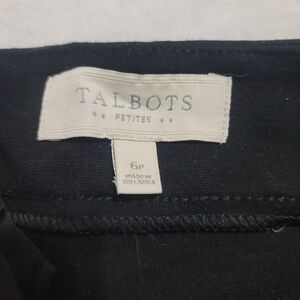 TALBOTS
PETITES
6P
MADE IN
SRI LANKA